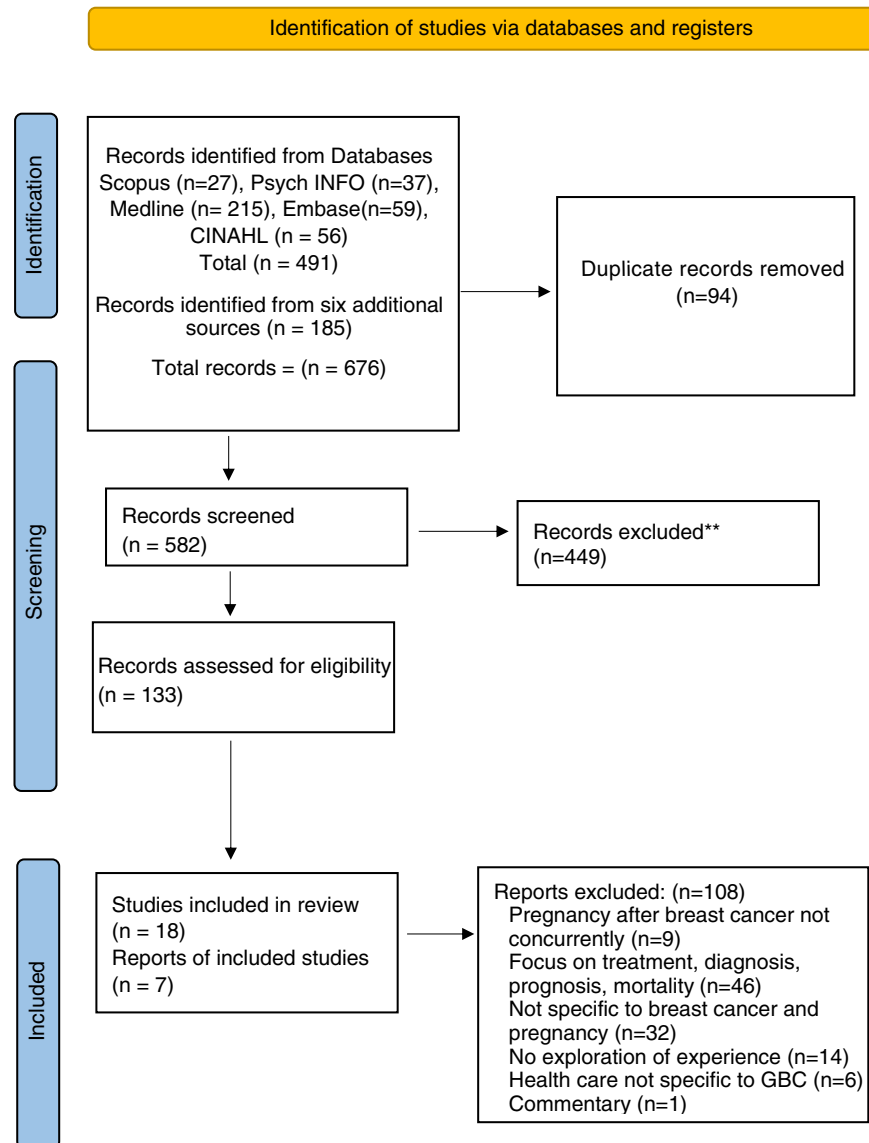 Identification of studies via databases and registers
Identification
Records identified from Databases
Scopus (n=27), Psych INFO (n=37),
Medline (n= 215), Embase(n=59),
CINAHL (n = 56)
Total (n = 491)
Records identified from six additional
sources (n = 185)
Total records = (n = 676)
Duplicate records removed
(n=94)
Screening
Records screened
(n = 582)
Records excluded**
(n=449)
Records assessed for eligibility
(n = 133)
Included
Studies included in review
(n = 18)
Reports of included studies
(n = 7)
Reports excluded: (n=108)
Pregnancy after breast cancer not
concurrently (n=9)
Focus on treatment, diagnosis,
prognosis, mortality (n=46)
Not specific to breast cancer and
pregnancy (n=32)
No exploration of experience (n=14)
Health care not specific to GBC (n=6)
Commentary (n=1)